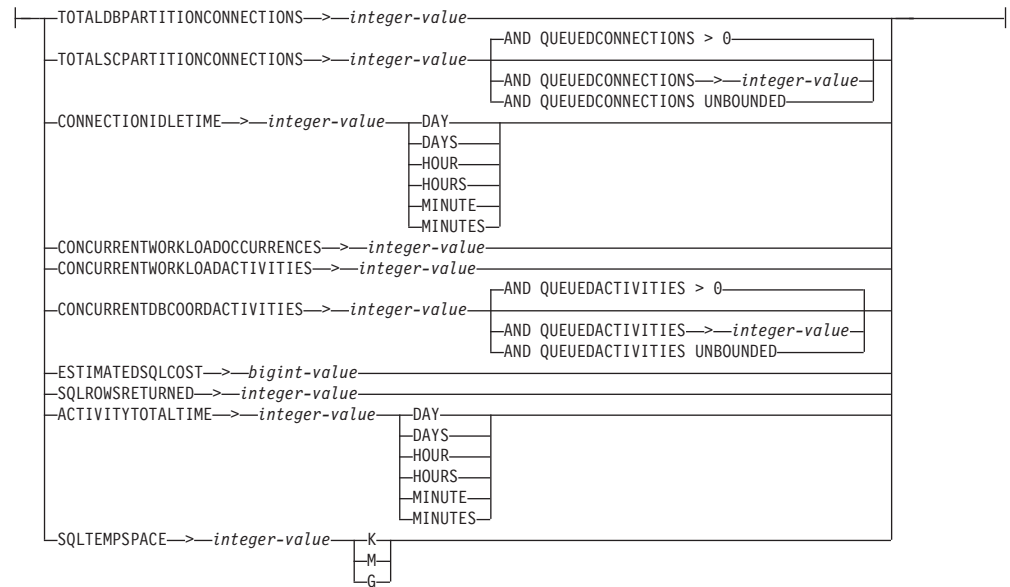 TOTALDBPARTITIONCONNECTIONS > integer-value
AND QUEUEDCONNECTIONS > 0
TOTALSCPARTITIONCONNECTIONS > integer-value
AND QUEUEDCONNECTIONS > integer-value
AND QUEUEDCONNECTIONS UNBOUNDED
CONNECTIONIDLETIME > integer-value DAY
DAYS
HOUR
HOURS
MINUTE
MINUTES
CONCURRENTWORKLOADOCCURRENCES > integer-value
CONCURRENTWORKLOADACTIVITIES > integer-value
AND QUEUEDACTIVITIES > 0
CONCURRENTDBCOORDACTIVITIES > integer-value
AND QUEUEDACTIVITIES > integer-value
AND QUEUEDACTIVITIES UNBOUNDED
ESTIMATEDSQLCOST > bigint-value
SQLROWSRETURNED > integer-value
ACTIVITYTOTALTIME > integer-value DAY
DAYS
HOUR
HOURS
MINUTE
MINUTES
SQLTEMPSPACE > integer-value K
M
G